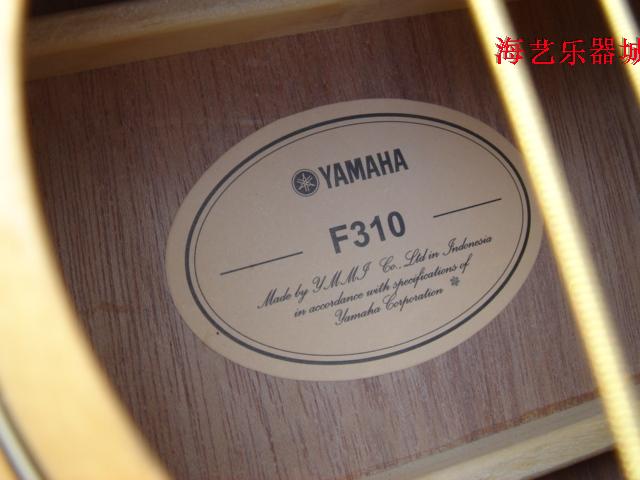 海艺乐器城
YAMAHA
F310
Made by YMMI Co., Ltd in Indonesia
in accordance with specifications of
Yamaha Corporation